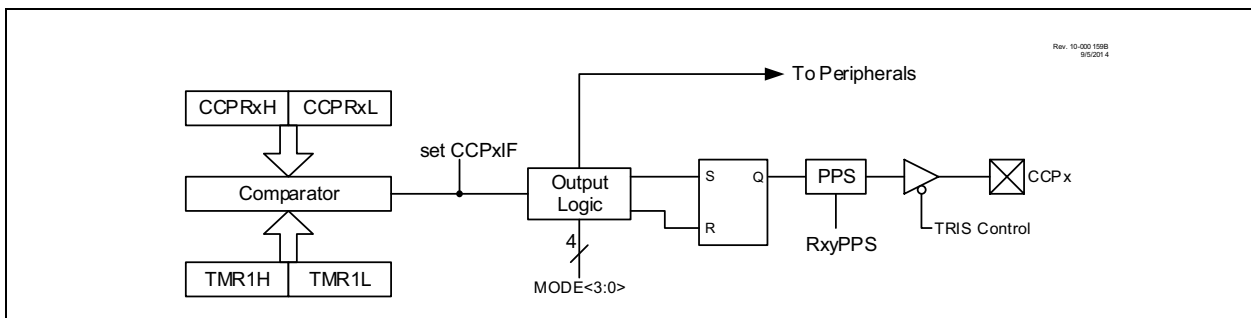 Rev. 10-000 159B
9/5/2014
To Peripherals
CCPRxH CCPRxL
set CCPxIF
Comparator
Output
Logic
S Q
R
PPS
CCPx
TRIS Control
RxyPPS
4
TMR1H TMR1L
MODE<3:0>